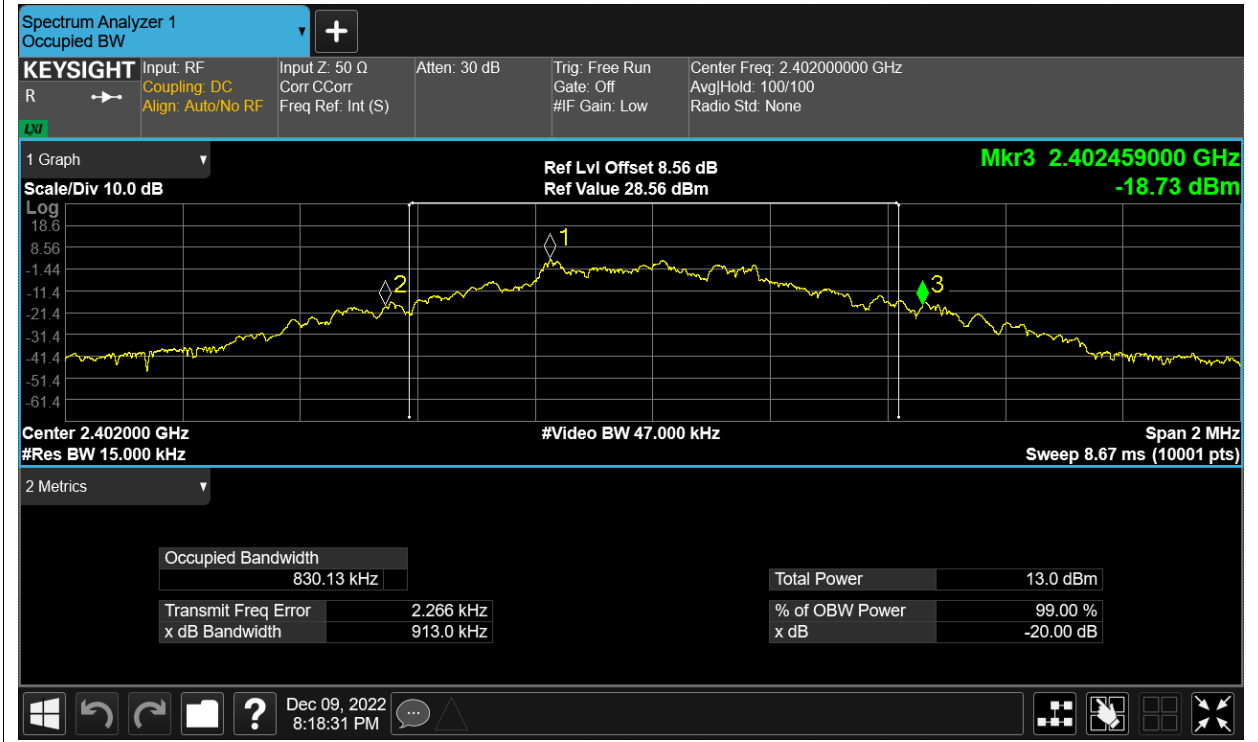 Spectrum Analyzer 1
Occupied BW
KEYSIGHT
R
LXI
Input: RF
Coupling: DC
Align: Auto/No RF
Input Z: 50 Ω
Corr CCorr
Freq Ref: Int (S)
Atten: 30 dB
Trig: Free Run
Gate: Off
#IF Gain: Low
Center Freq: 2.402000000 GHz
Avg|Hold: 100/100
Radio Std: None
1 Graph
Scale/Div 10.0 dB
Ref Lvl Offset 8.56 dB
Ref Value 28.56 dBm
Mkr3 2.402459000 GHz
-18.73 dBm
Log
18.6
8.56
-1.44
-11.4
-21.4
-31.4
-41.4
-51.4
-61.4
1
2
3
Center 2.402000 GHz
#Video BW 47.000 kHz
Span 2 MHz
#Res BW 15.000 kHz
Sweep 8.67 ms (10001 pts)
2 Metrics
Occupied Bandwidth
830.13 kHz
Transmit Freq Error 2.266 kHz
x dB Bandwidth 913.0 kHz
Total Power 13.0 dBm
% of OBW Power 99.00 %
x dB -20.00 dB
?
Dec 09, 2022
8:18:31 PM